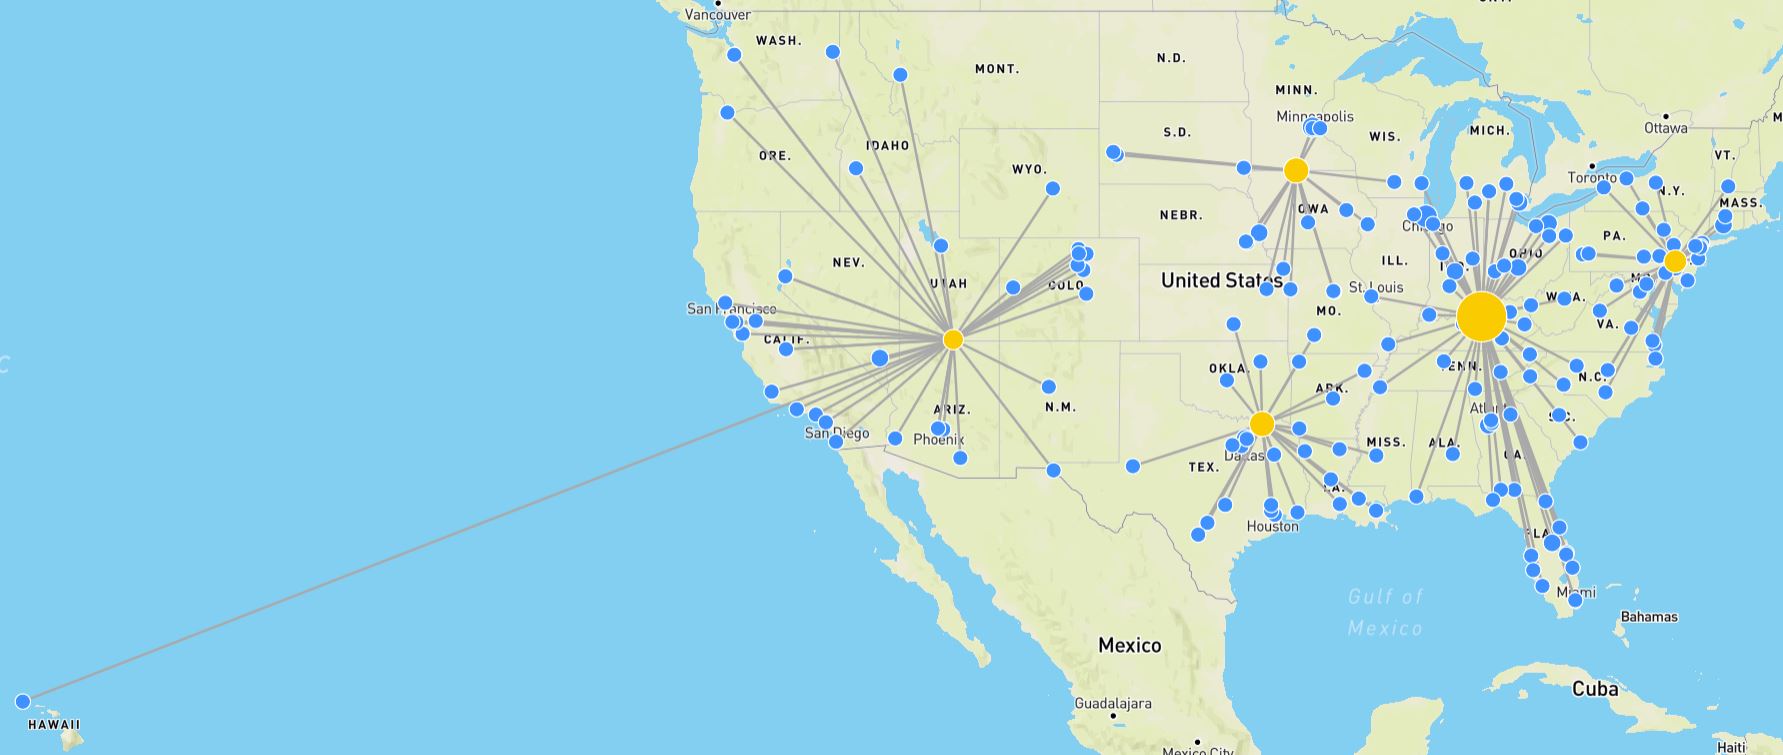 Vancouver
WASH.
MONT.
N.D.
MINN.
Ottawa
ORE.
IDAHO
S.D.
Minneapolis
WIS.
MICH.
VT.
Toronto
N.Y.
WYO.
NEBR.
IOWA
MASS.
Chicago
PA.
NEV.
UTAH
COLO.
United States
ILL.
IND.
OHIO
San Francisco
St. Louis
W. VA.
CALIF.
MO.
VA.
OKLA.
TENN.
N.C.
ARIZ.
N.M.
ARK.
Atlanta
S.C.
San Diego
Phoenix
Dallas
TEX.
MISS.
ALA.
GA.
LA.
Houston
FLA.
Gulf of
Mexico
Miami
Bahamas
Mexico
Cuba
Guadalajara
HAWAII
Mexico City
Haiti